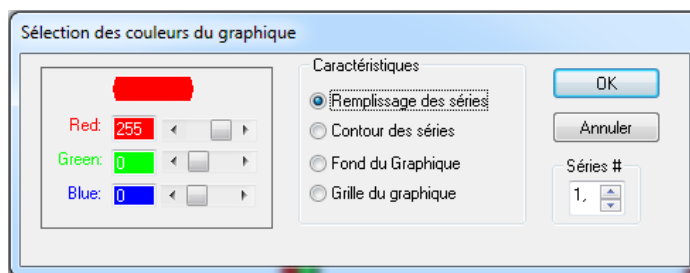 Sélection des couleurs du graphique
Red: 255
Green: 0
Blue: 0
Caractéristiques
Remplissage des séries
Contour des séries
Fond du Graphique
Grille du graphique
OK
Annuler
Séries #
1,